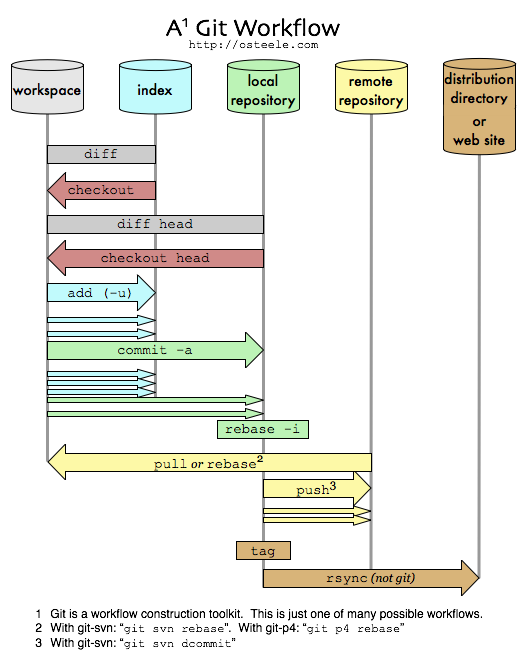 A¹ Git Workflow
http://osteele.com
workspace
index
local
repository
remote
repository
distribution
directory
or
web site
diff
checkout
diff head
checkout head
add (-u)
commit -a
rebase -i
pull or rebase²
push³
tag
rsync (not git)
1 Git is a workflow construction toolkit. This is just one of many possible workflows.
2 With git-svn: “git svn rebase”. With git-p4: “git p4 rebase”
3 With git-svn: “git svn dcommit”